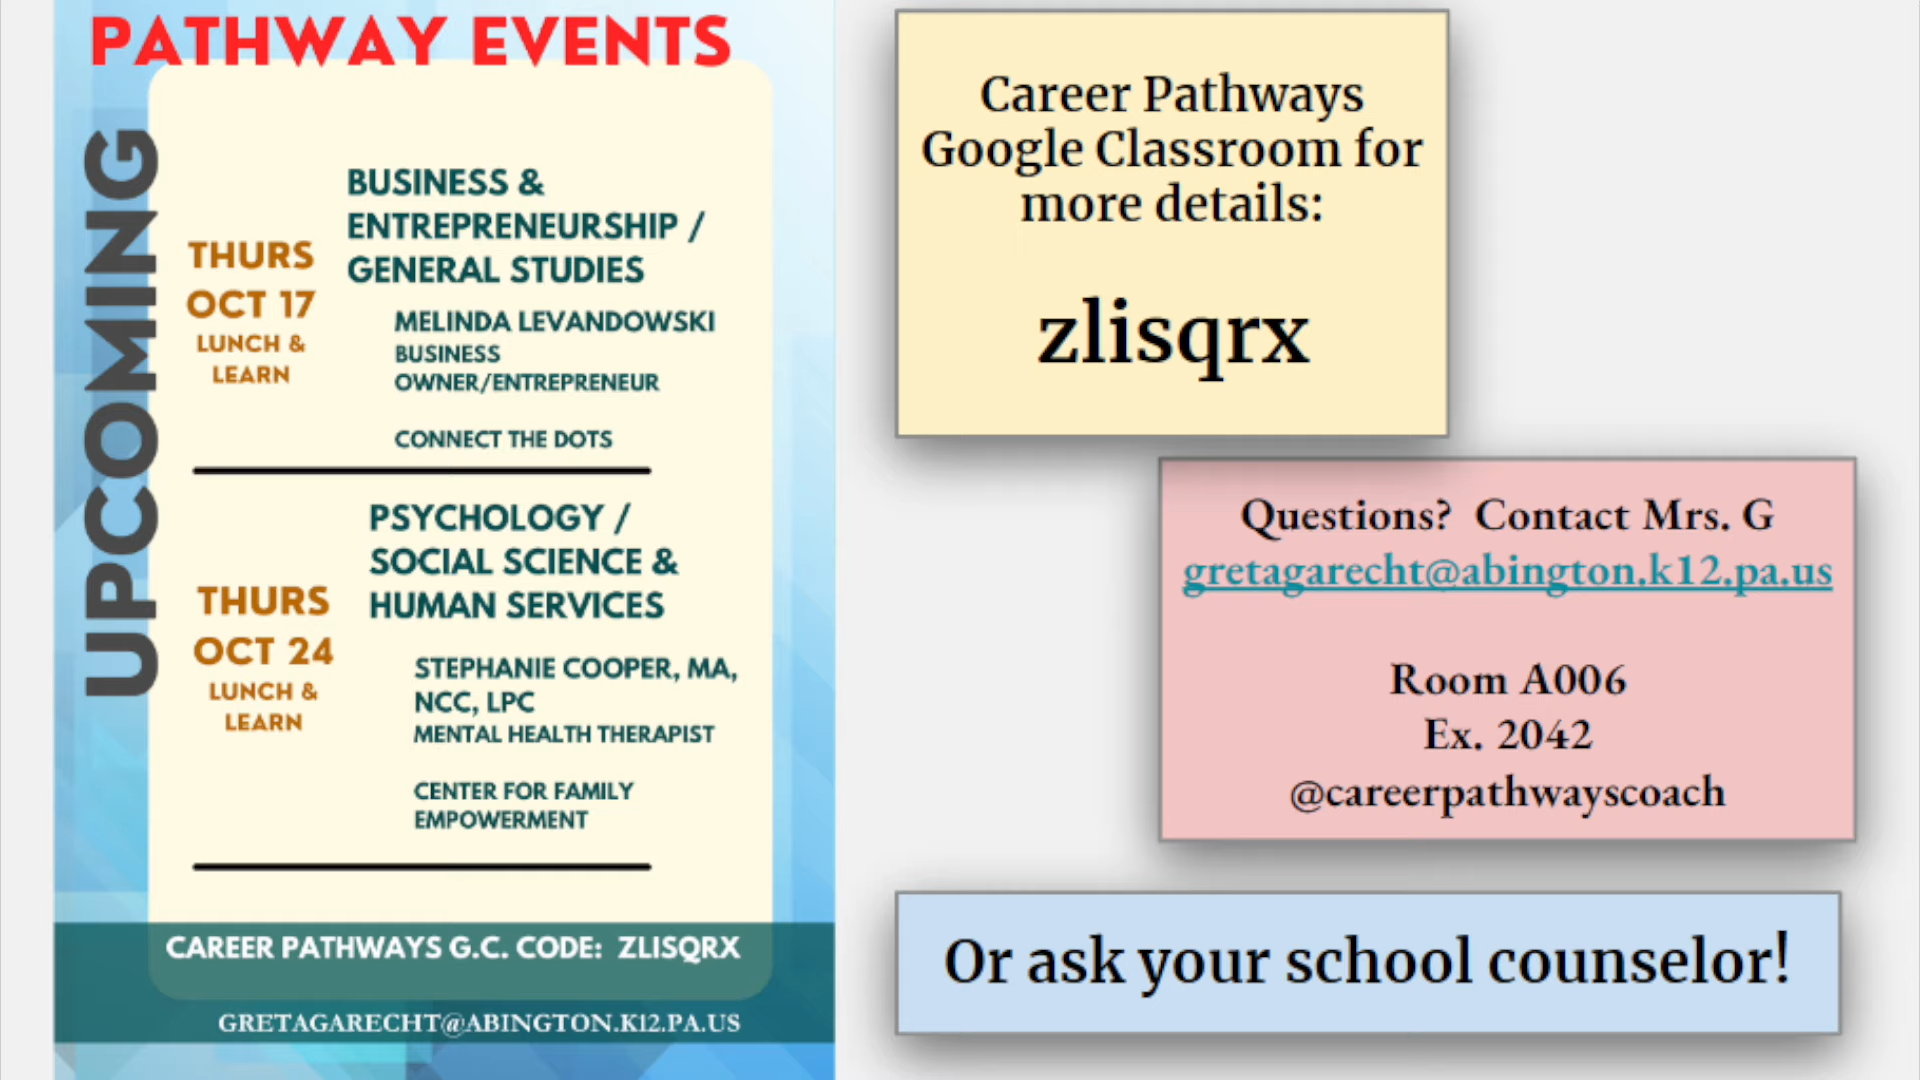 PATHWAY EVENTS
UPCOMING
THURS
OCT 17
LUNCH &
LEARN
BUSINESS &
ENTREPRENEURSHIP /
GENERAL STUDIES
MELINDA LEVANDOWSKI
BUSINESS
OWNER/ENTREPRENEUR
CONNECT THE DOTS
THURS
OCT 24
LUNCH &
LEARN
PSYCHOLOGY /
SOCIAL SCIENCE &
HUMAN SERVICES
STEPHANIE COOPER, MA,
NCC, LPC
MENTAL HEALTH THERAPIST
CENTER FOR FAMILY
EMPOWERMENT
CAREER PATHWAYS G.C. CODE: ZLISQRX
GRETAGARECHT@ABINGTON.K12.PA.US
Career Pathways
Google Classroom for
more details:
zlisqrx
Questions? Contact Mrs. G
gretagarecht@abington.k12.pa.us
Room A006
Ex. 2042
@careerpathwayscoach
Or ask your school counselor!